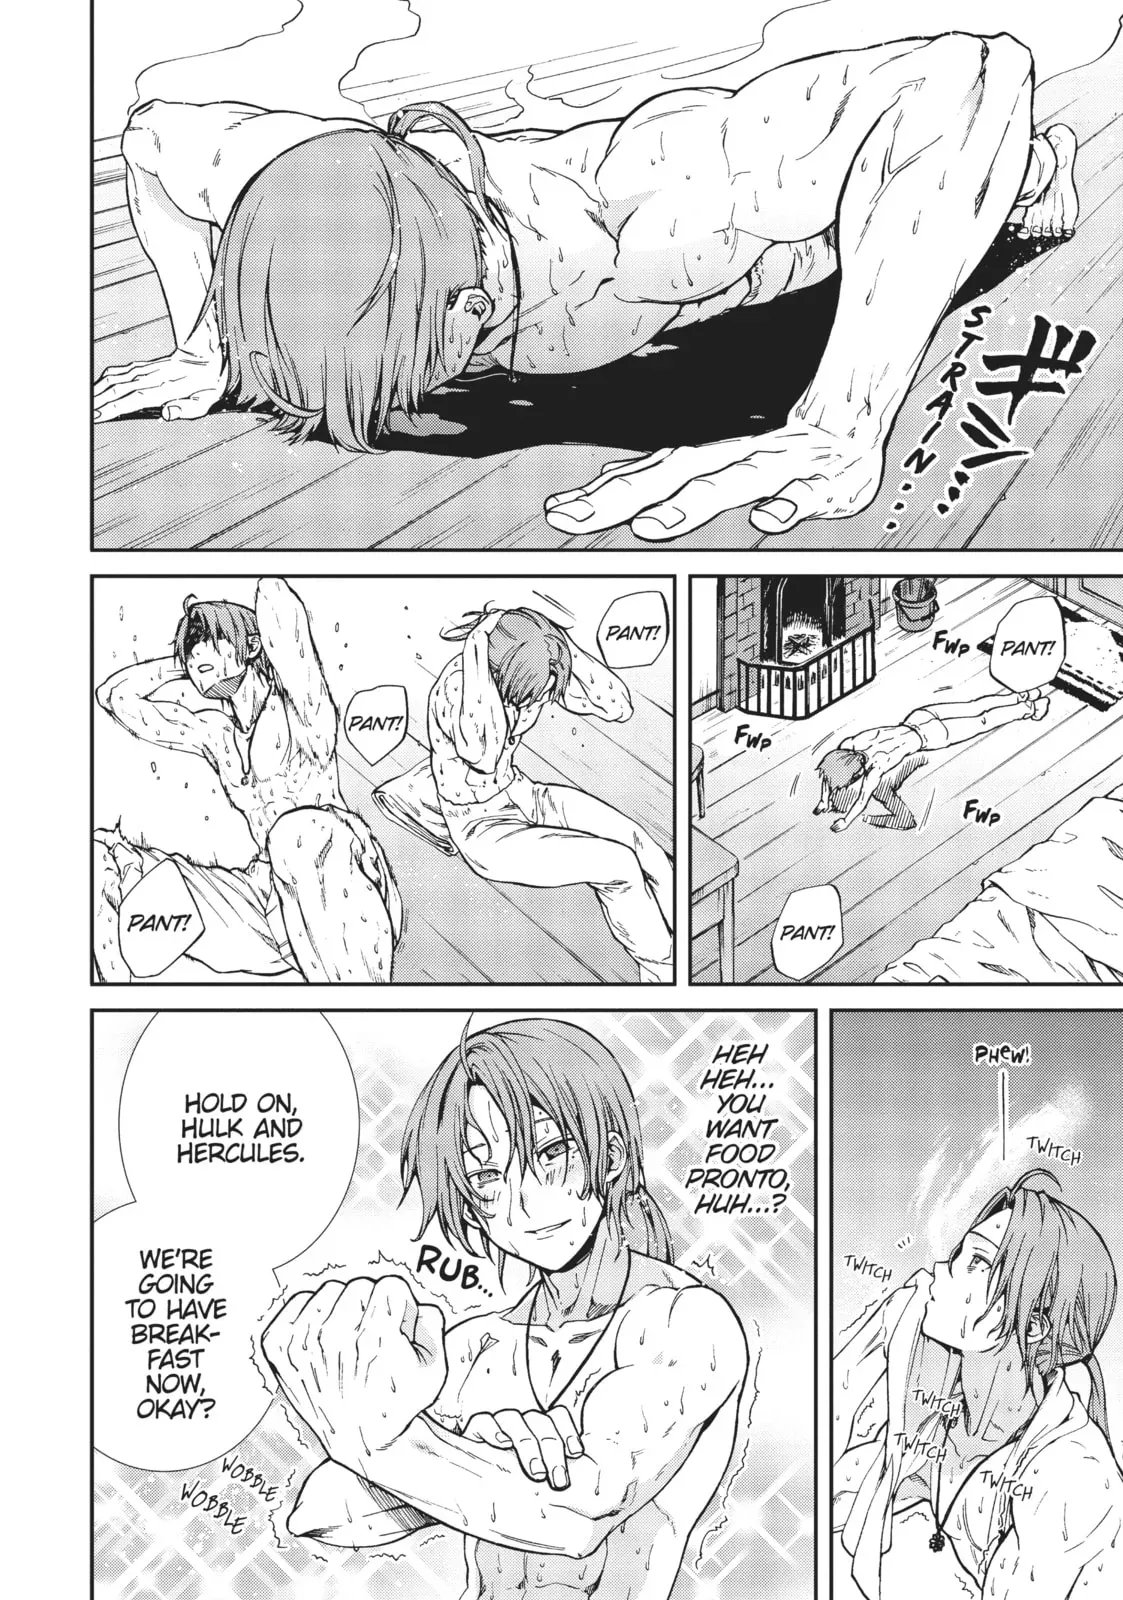 ギシ…
STRAIN...
PANT!
FWP
FWP
FWP
PANT!
PANT!
PANT!
PANT!
PHEW!
TWITCH
TWITCH
TWITCH
TWITCH
TWITCH
HEH
HEH...
YOU
WANT
FOOD
PRONTO,
HUH...?
RUB...
HOLD ON,
HULK AND
HERCULES.
WE'RE
GOING
TO HAVE
BREAK-
FAST
NOW,
OKAY?
WOBBLE
WOBBLE